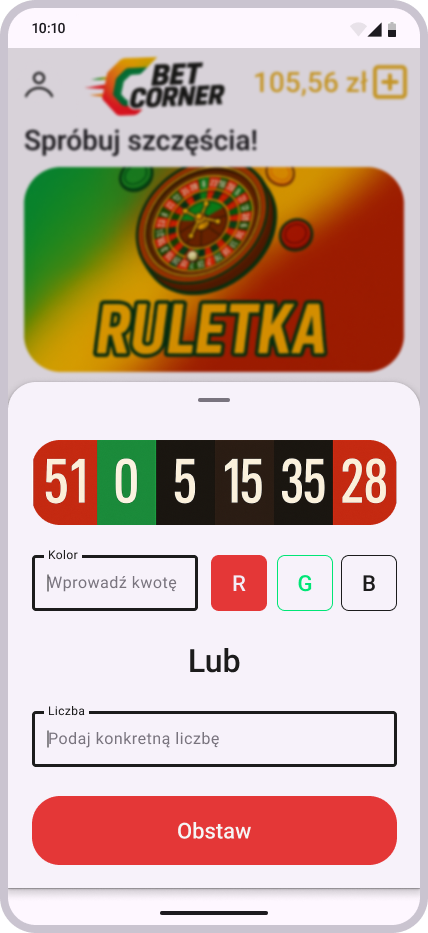 10:10
BET
CORNER
105,56 zł
Spróbuj szczęścia!
RULETKA
51 0 5 15 35 28
Kolor
Wprowadź kwotę
R G B
Lub
Liczba
Podaj konkretną liczbę
Obstaw